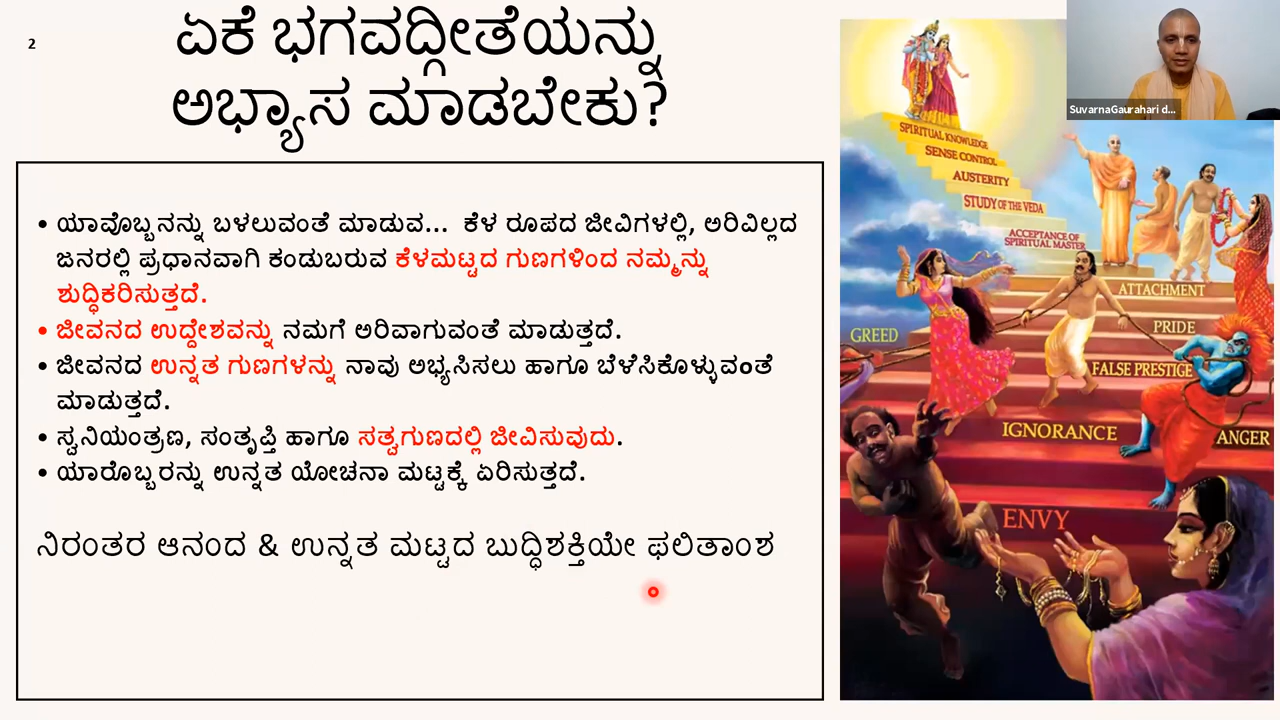 2
ಏಕೆ ಭಗವದ್ಗೀತೆಯನ್ನು
ಅಭ್ಯಾಸ ಮಾಡಬೇಕು?
• ಯಾವೊಬ್ಬನನ್ನು ಬಳಲುವಂತೆ ಮಾಡುವ... ಕೆಳ ರೂಪದ ಜೀವಿಗಳಲ್ಲಿ, ಅರಿವಿಲ್ಲದ
ಜನರಲ್ಲಿ ಪ್ರಧಾನವಾಗಿ ಕಂಡುಬರುವ ಕೆಳಮಟ್ಟದ ಗುಣಗಳಿಂದ ನಮ್ಮನ್ನು
ಶುದ್ಧಿಕರಿಸುತ್ತದೆ.
• ಜೀವನದ ಉದ್ದೇಶವನ್ನು ನಮಗೆ ಅರಿವಾಗುವಂತೆ ಮಾಡುತ್ತದೆ.
• ಜೀವನದ ಉನ್ನತ ಗುಣಗಳನ್ನು ನಾವು ಅಭ್ಯಸಿಸಲು ಹಾಗೂ ಬೆಳೆಸಿಕೊಳ್ಳುವಂತೆ
ಮಾಡುತ್ತದೆ.
• ಸ್ವನಿಯಂತ್ರಣ, ಸಂತೃಪ್ತಿ ಹಾಗೂ ಸತ್ವಗುಣದಲ್ಲಿ ಜೀವಿಸುವುದು.
• ಯಾರೊಬ್ಬರನ್ನು ಉನ್ನತ ಯೋಚನಾ ಮಟ್ಟಕ್ಕೆ ಏರಿಸುತ್ತದೆ.
ನಿರಂತರ ಆನಂದ & ಉನ್ನತ ಮಟ್ಟದ ಬುದ್ಧಿಶಕ್ತಿಯೇ ಫಲಿತಾಂಶ
SuvarnaGaurahari d...
SPIRITUAL KNOWLEDGE
SENSE CONTROL
AUSTERITY
STUDY OF THE VEDA
ACCEPTANCE OF
SPIRITUAL MASTER
ATTACHMENT
PRIDE
GREED
FALSE PRESTIGE
IGNORANCE
ANGER
ENVY